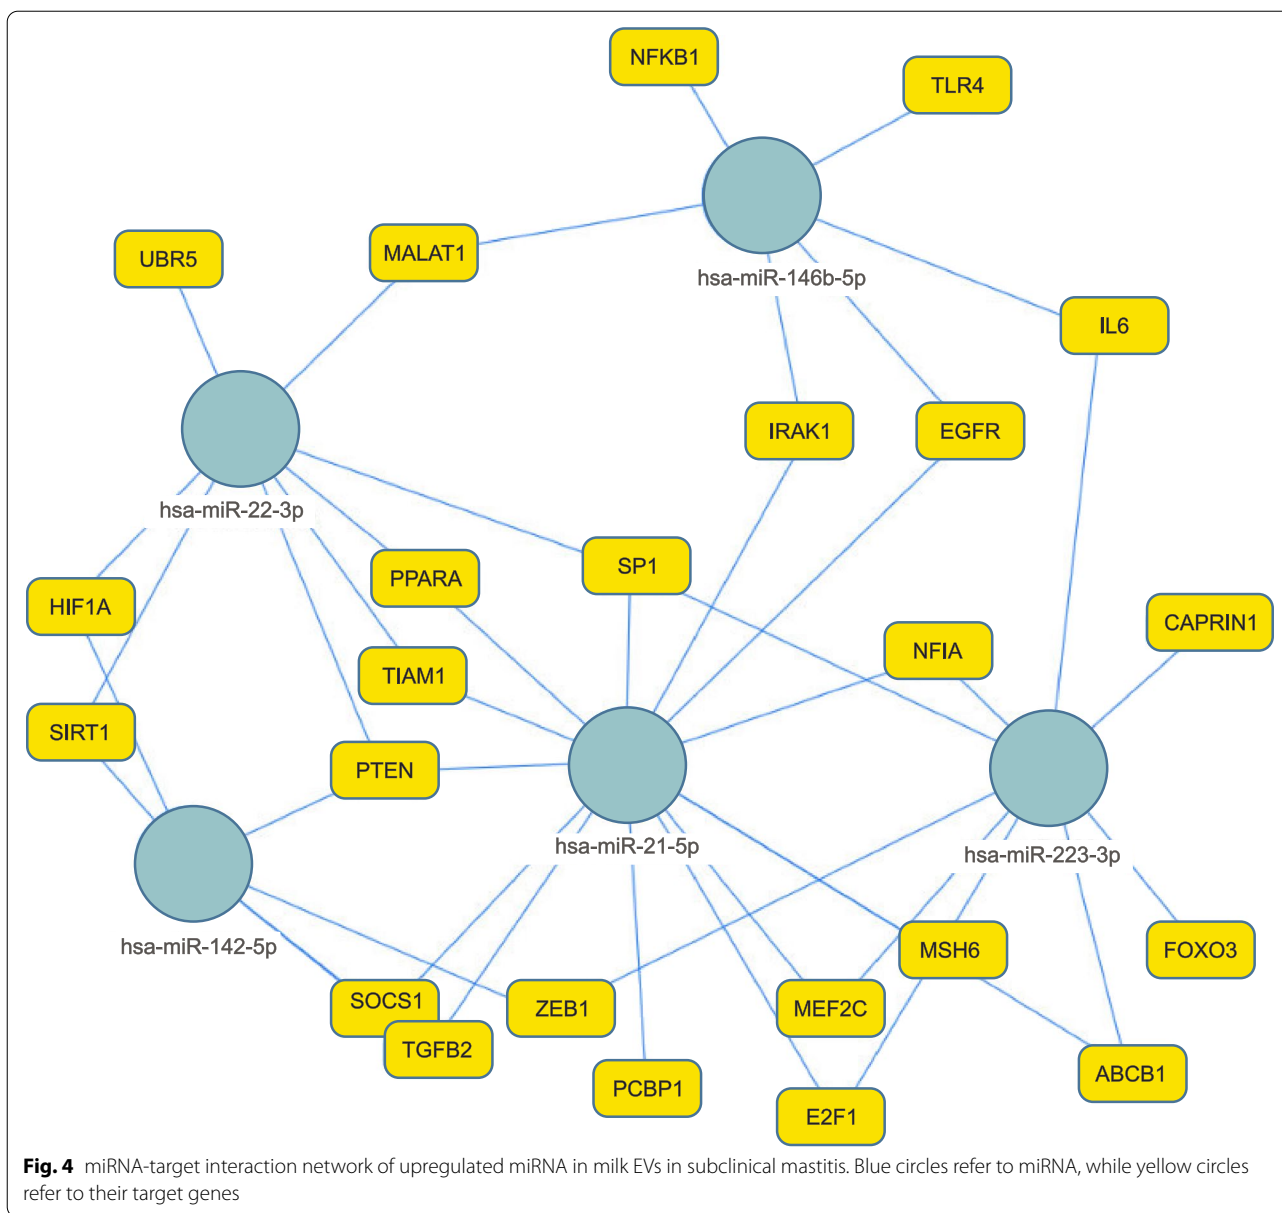 NFKB1
TLR4
UBR5
MALAT1
hsa-miR-146b-5p
IL6
IRAK1
EGFR
hsa-miR-22-3p
SP1
PPARA
HIF1A
CAPRIN1
NFIA
TIAM1
SIRT1
PTEN
hsa-miR-21-5p
hsa-miR-223-3p
hsa-miR-142-5p
MSH6
FOXO3
SOCS1
ZEB1
MEF2C
TGFB2
ABCB1
PCBP1
E2F1
Fig. 4 miRNA-target interaction network of upregulated miRNA in milk EVs in subclinical mastitis. Blue circles refer to miRNA, while yellow circles
refer to their target genes